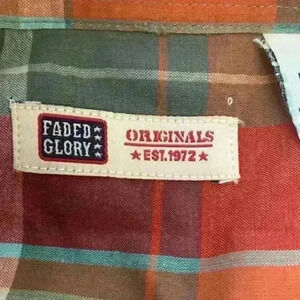 FADED
GLORY
ORIGINALS
★ EST. 1972 ★